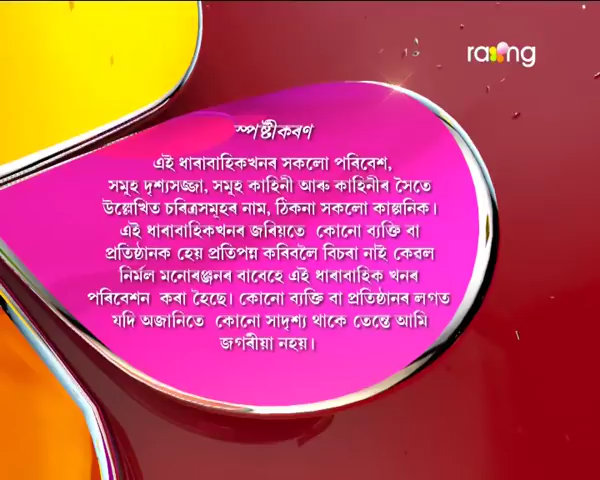 rang
স্পষ্টীকৰণ
এই ধাৰাবাহিকখনৰ সকলো পৰিবেশ,
সমূহ দৃশ্যসজ্জা, সমূহ কাহিনী আৰু কাহিনীৰ সৈতে
উল্লেখিত চৰিত্ৰসমূহৰ নাম, ঠিকনা সকলো কাল্পনিক।
এই ধাৰাবাহিকখনৰ জৰিয়তে কোনো ব্যক্তি বা
প্ৰতিষ্ঠানক হেয় প্ৰতিপন্ন কৰিবলৈ বিচৰা নাই কেৱল
নিৰ্মল মনোৰঞ্জনৰ বাবেহে এই ধাৰাবাহিক খনৰ
পৰিবেশন কৰা হৈছে। কোনো ব্যক্তি বা প্ৰতিষ্ঠানৰ লগত
যদি অজানিতে কোনো সাদৃশ্য থাকে তেন্তে আমি
জগৰীয়া নহয়।